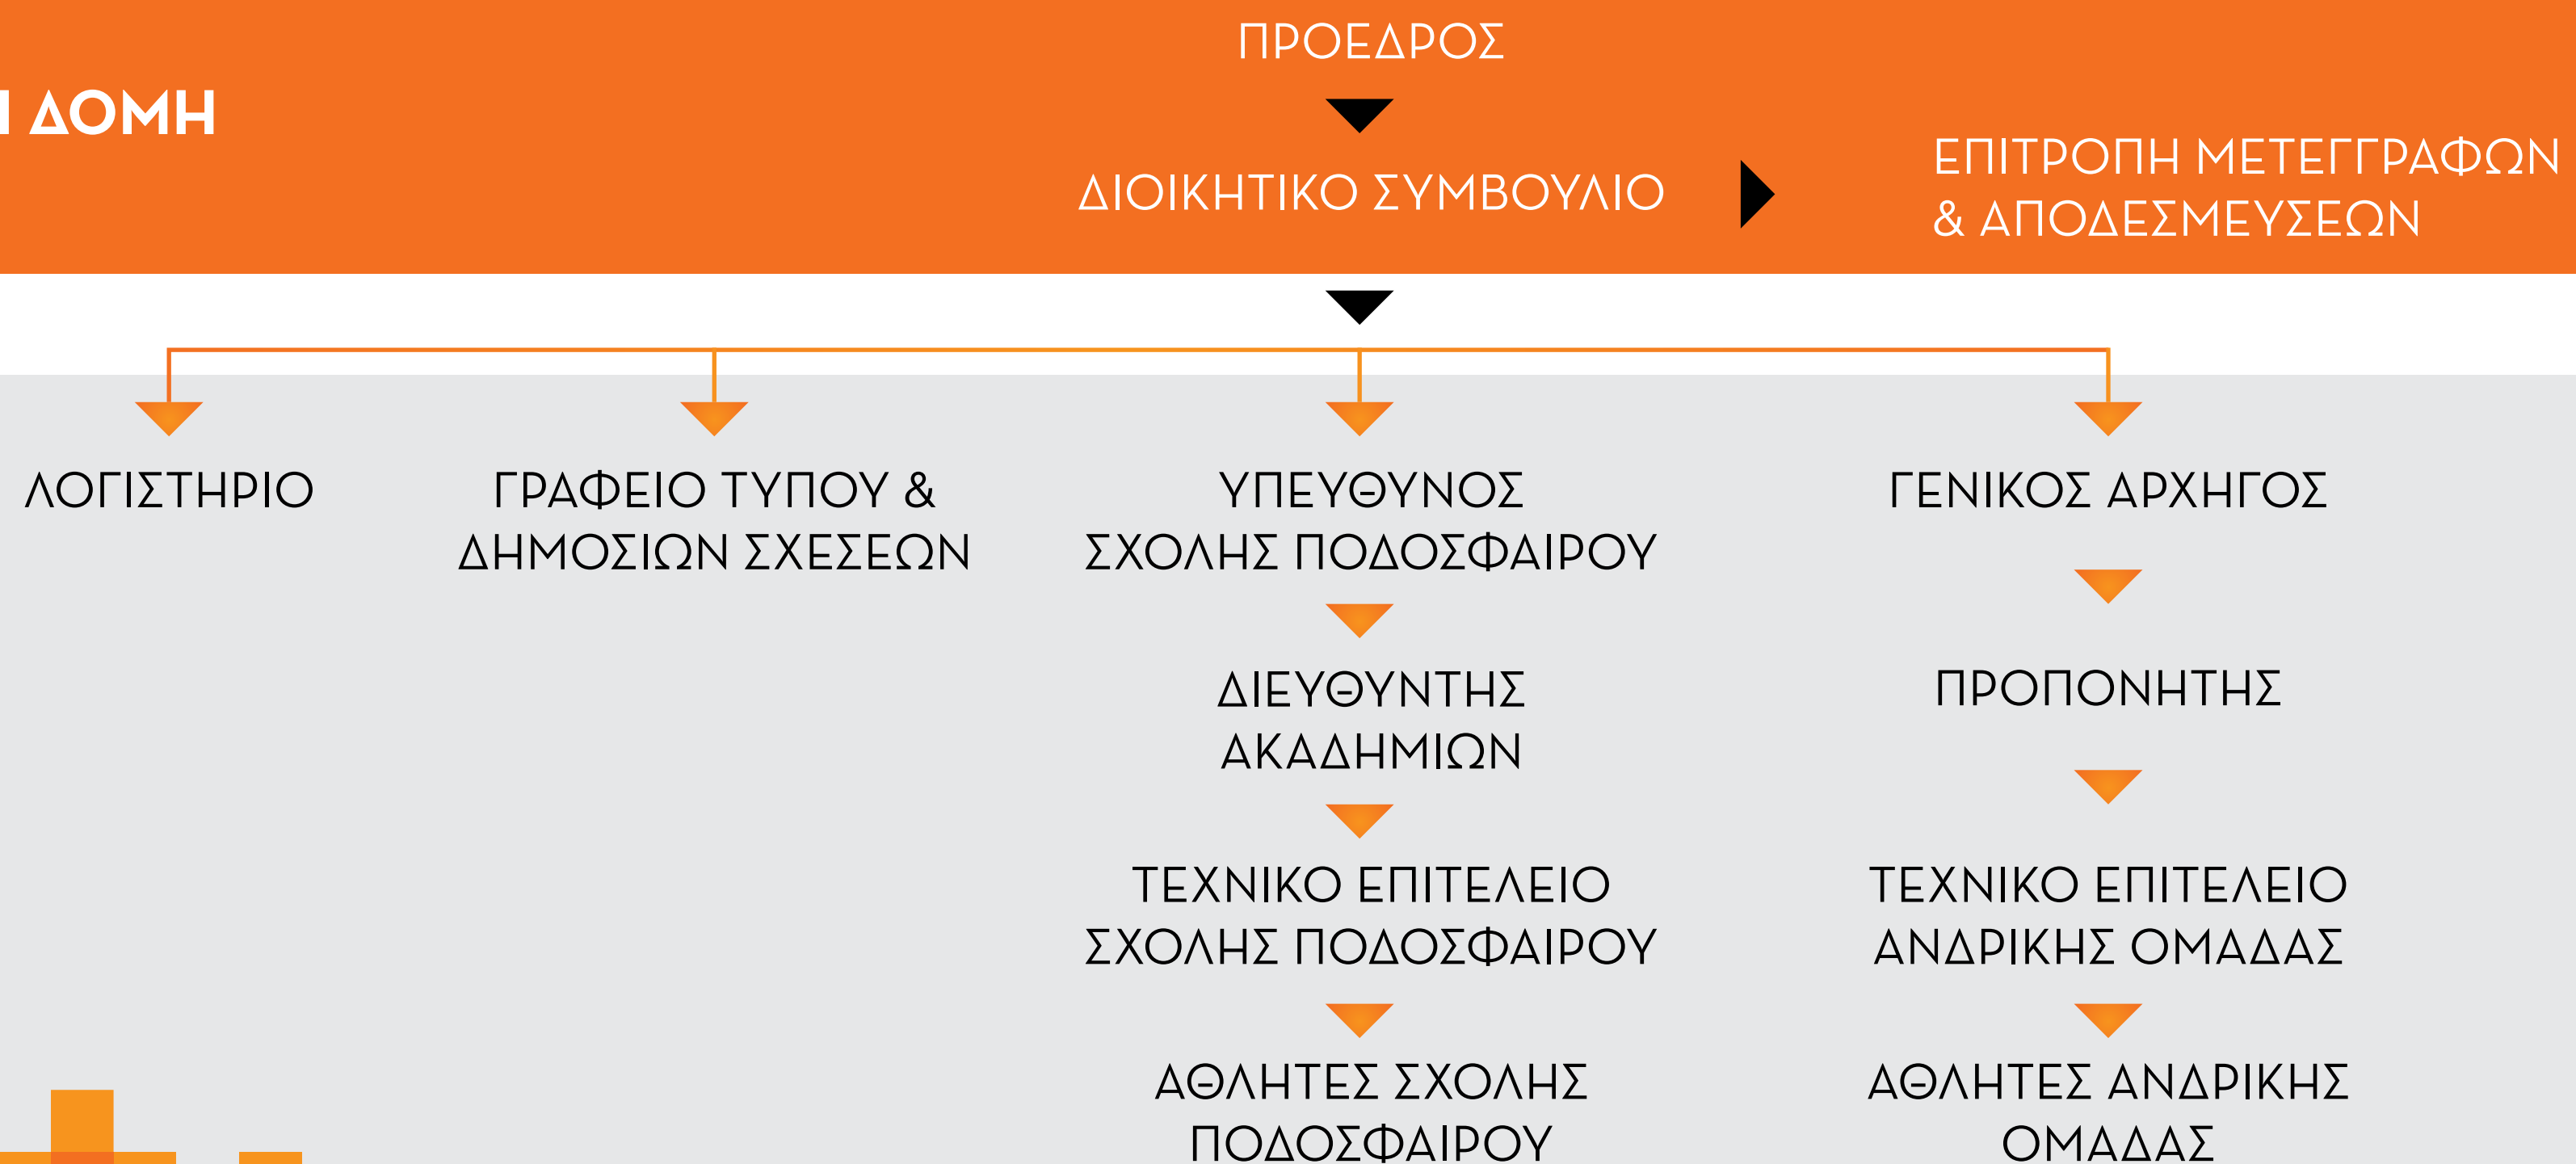 ΔΟΜΗ
ΠΡΟΕΔΡΟΣ
ΔΙΟΙΚΗΤΙΚΟ ΣΥΜΒΟΥΛΙΟ
ΕΠΙΤΡΟΠΗ ΜΕΤΕΓΓΡΑΦΩΝ
& ΑΠΟΔΕΣΜΕΥΣΕΩΝ
ΛΟΓΙΣΤΗΡΙΟ
ΓΡΑΦΕΙΟ ΤΥΠΟΥ &
ΔΗΜΟΣΙΩΝ ΣΧΕΣΕΩΝ
ΥΠΕΥΘΥΝΟΣ
ΣΧΟΛΗΣ ΠΟΔΟΣΦΑΙΡΟΥ
ΔΙΕΥΘΥΝΤΗΣ
ΑΚΑΔΗΜΙΩΝ
ΤΕΧΝΙΚΟ ΕΠΙΤΕΛΕΙΟ
ΣΧΟΛΗΣ ΠΟΔΟΣΦΑΙΡΟΥ
ΑΘΛΗΤΕΣ ΣΧΟΛΗΣ
ΠΟΔΟΣΦΑΙΡΟΥ
ΓΕΝΙΚΟΣ ΑΡΧΗΓΟΣ
ΠΡΟΠΟΝΗΤΗΣ
ΤΕΧΝΙΚΟ ΕΠΙΤΕΛΕΙΟ
ΑΝΔΡΙΚΗΣ ΟΜΑΔΑΣ
ΑΘΛΗΤΕΣ ΑΝΔΡΙΚΗΣ
ΟΜΑΔΑΣ